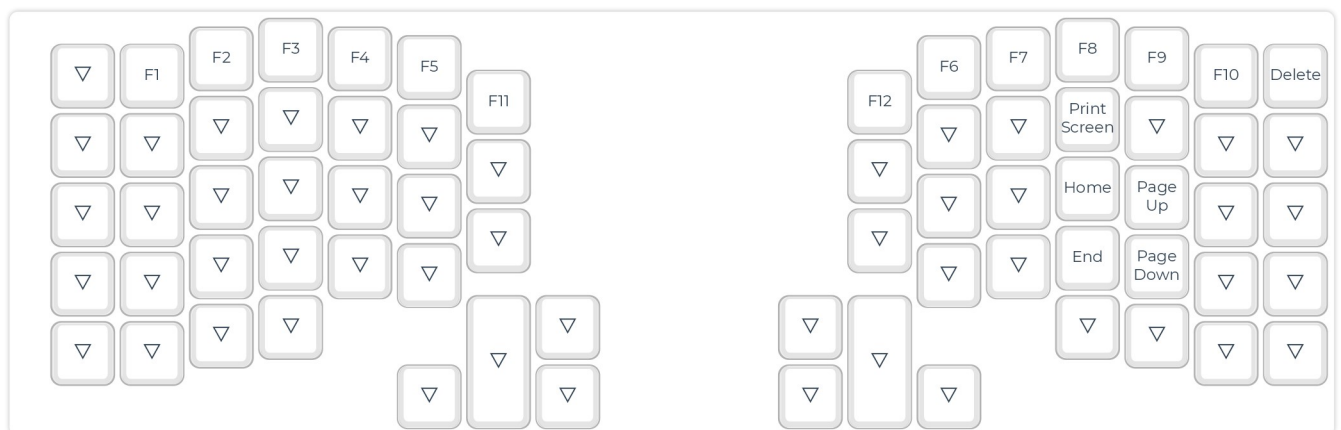 F1
F2
F3
F4
F5
F11
F12
F6
F7
F8
F9
F10
Delete
Print
Screen
Home
Page
Up
End
Page
Down